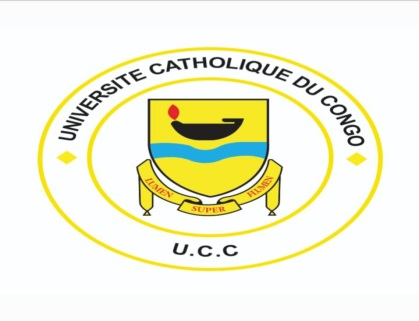 UNIVERSITE CATHOLIQUE DU CONGO
LUMEN SUPER FLUMEN
U.C.C